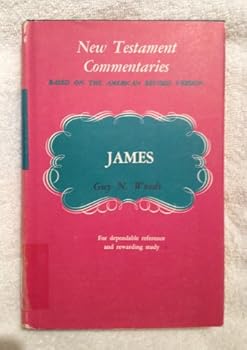 New Testament
Commentaries
BASED ON THE AMERICAN REVISED VERSION
JAMES
Guy N. Woods
For dependable reference
and rewarding study